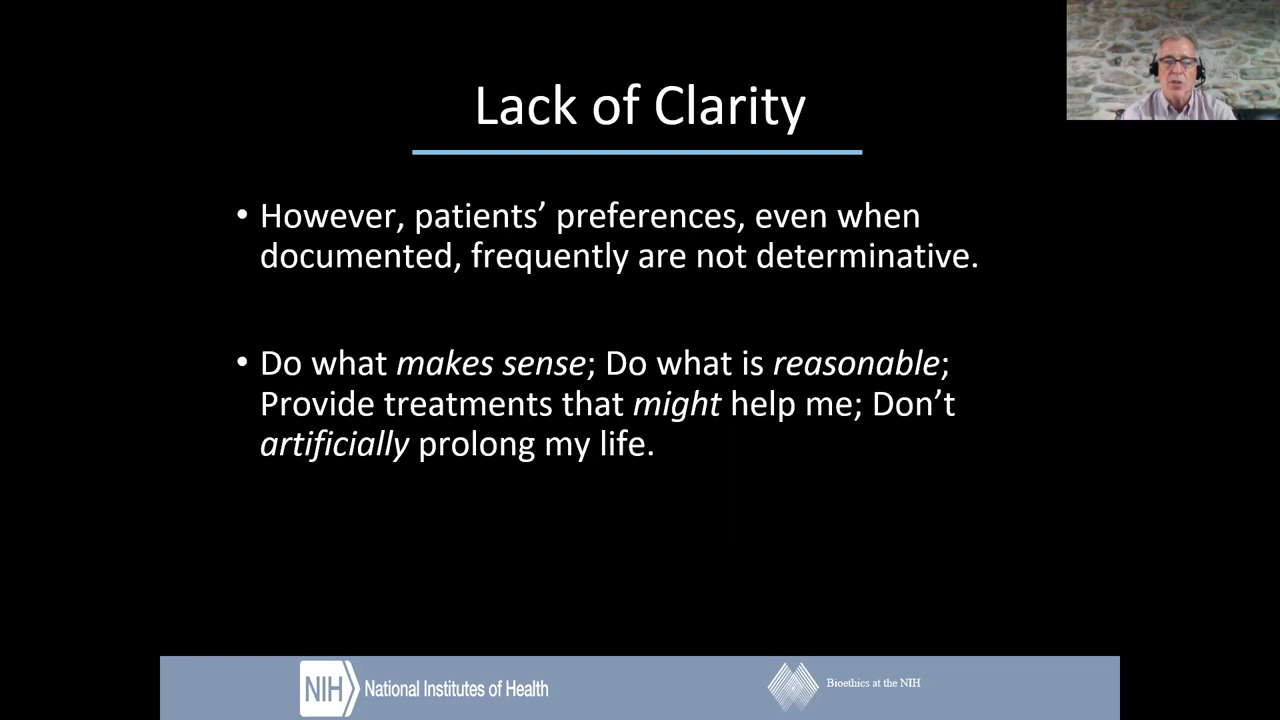 Lack of Clarity
• However, patients’ preferences, even when
documented, frequently are not determinative.
• Do what makes sense; Do what is reasonable;
Provide treatments that might help me; Don’t
artificially prolong my life.
NIH National Institutes of Health
Bioethics at the NIH